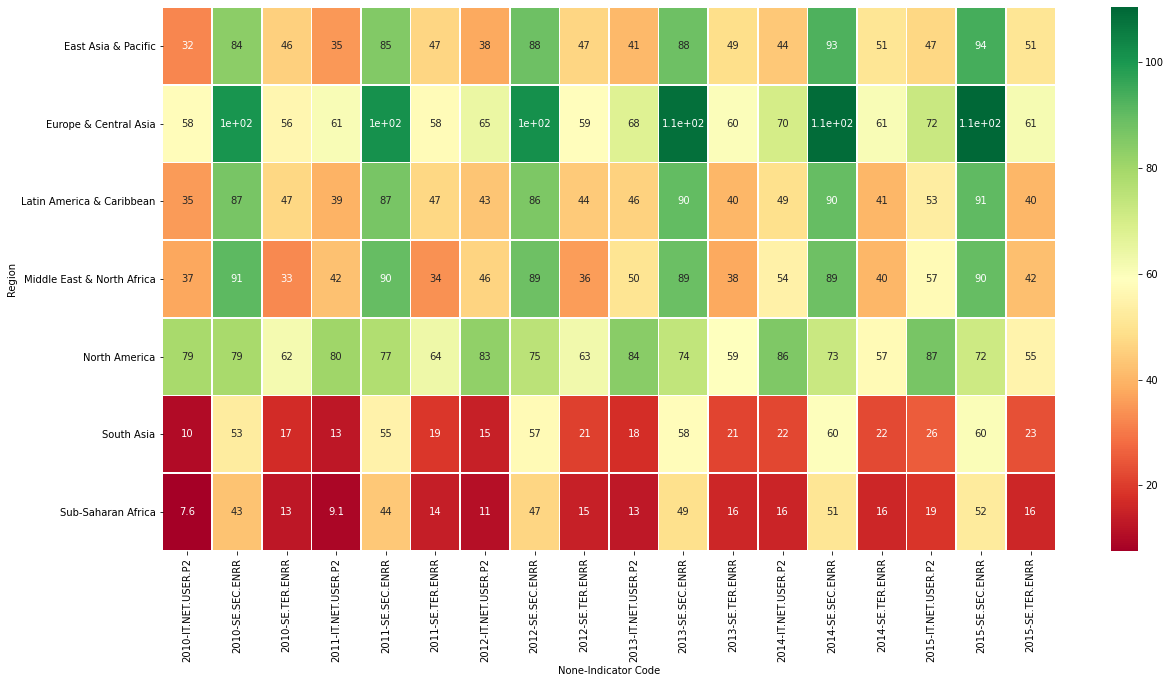 East Asia & Pacific 32 84 46 35 85 47 38 88 47 41 88 49 44 93 51 47 94 51
Europe & Central Asia 58 1e+02 56 61 1e+02 58 65 1e+02 59 68 1.1e+02 60 70 1.1e+02 61 72 1.1e+02 61
Latin America & Caribbean 35 87 47 39 87 47 43 86 44 46 90 40 49 90 41 53 91 40
Middle East & North Africa 37 91 33 42 90 34 46 89 36 50 89 38 54 89 40 57 90 42
North America 79 79 62 80 77 64 83 75 63 84 74 59 86 73 57 87 72 55
South Asia 10 53 17 13 55 19 15 57 21 18 58 21 22 60 22 26 60 23
Sub-Saharan Africa 7.6 43 13 9.1 44 14 11 47 15 13 49 16 16 51 16 19 52 16
Region
2010-IT.NET.USER.P2
2010-SE.SEC.ENRR
2010-SE.TER.ENRR
2011-IT.NET.USER.P2
2011-SE.SEC.ENRR
2011-SE.TER.ENRR
2012-IT.NET.USER.P2
2012-SE.SEC.ENRR
2012-SE.TER.ENRR
2013-IT.NET.USER.P2
2013-SE.SEC.ENRR
2013-SE.TER.ENRR
2014-IT.NET.USER.P2
2014-SE.SEC.ENRR
2014-SE.TER.ENRR
2015-IT.NET.USER.P2
2015-SE.SEC.ENRR
2015-SE.TER.ENRR
None-Indicator Code
100
80
60
40
20